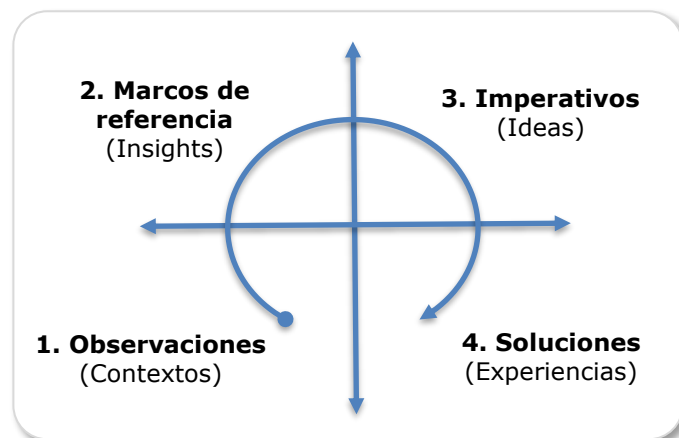 2. Marcos de
referencia
(Insights)
3. Imperativos
(Ideas)
1. Observaciones
(Contextos)
4. Soluciones
(Experiencias)